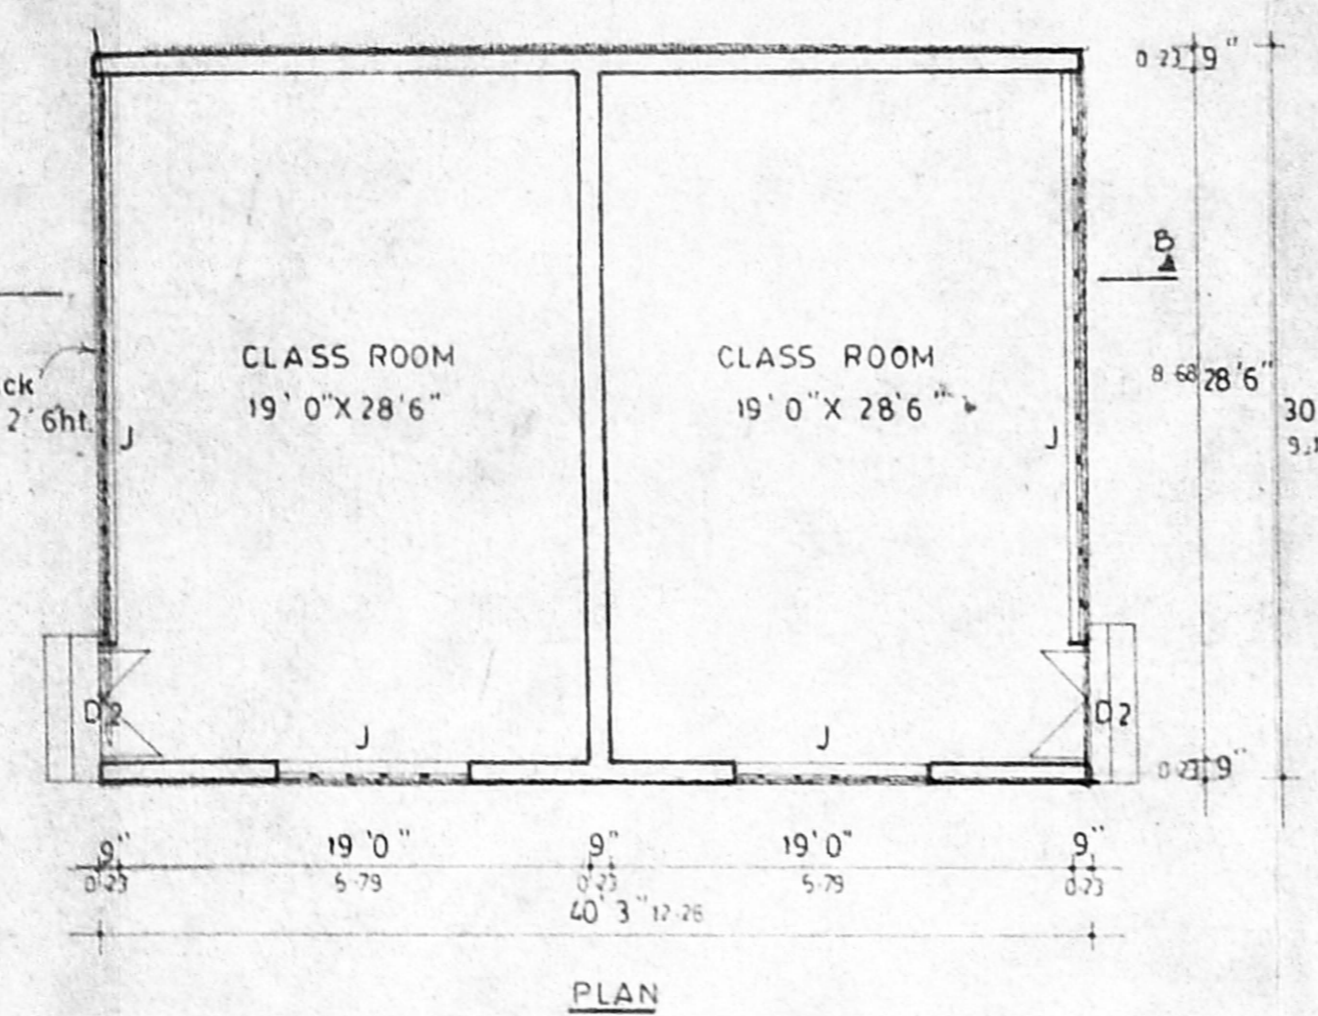 0·23 9"
B
CLASS ROOM
19' 0" X 28'6"
CLASS ROOM
19' 0" X 28'6"
8·68 28'6"
ck
2' 6"ht.
30
J
J
D2
D2
J
J
0·23 9"
9" 19'0" 9" 19'0" 9"
0·23 5·79 0·23 5·79 0·23
40' 3" 12·26
PLAN